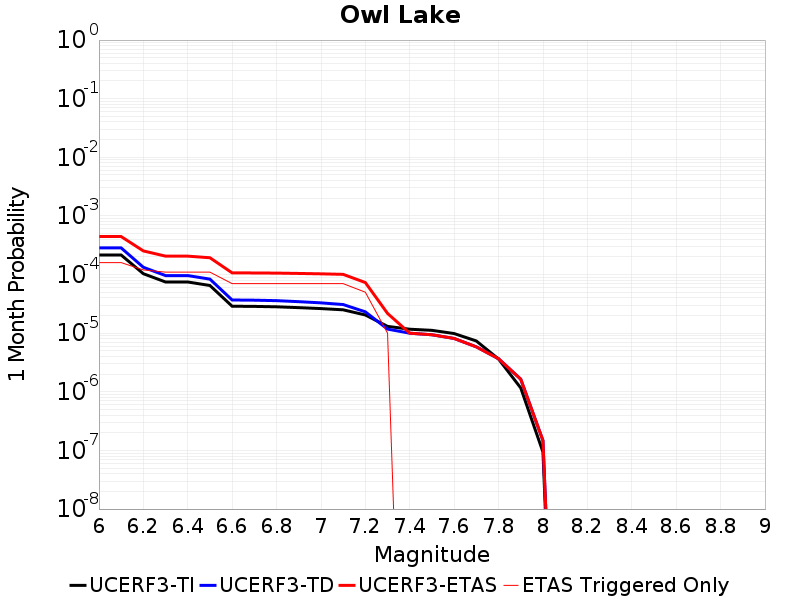 Owl Lake
1 Month Probability
10^0
10^-1
10^-2
10^-3
10^-4
10^-5
10^-6
10^-7
10^-8
6 6.2 6.4 6.6 6.8 7 7.2 7.4 7.6 7.8 8 8.2 8.4 8.6 8.8 9
Magnitude
UCERF3-TI UCERF3-TD UCERF3-ETAS ETAS Triggered Only